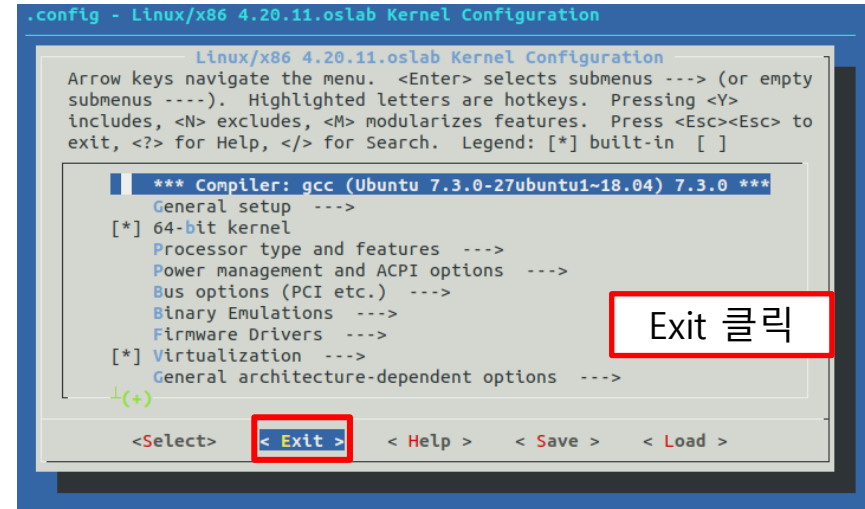 .config - Linux/x86 4.20.11.oslab Kernel Configuration
Linux/x86 4.20.11.oslab Kernel Configuration
Arrow keys navigate the menu.  <Enter> selects submenus ---> (or empty
submenus ----).  Highlighted letters are hotkeys.  Pressing <Y>
includes, <N> excludes, <M> modularizes features.  Press <Esc><Esc> to
exit, <?> for Help, </> for Search.  Legend: [*] built-in  [ ]
*** Compiler: gcc (Ubuntu 7.3.0-27ubuntu1~18.04) 7.3.0 ***
General setup  --->
[*] 64-bit kernel
Processor type and features  --->
Power management and ACPI options  --->
Bus options (PCI etc.)  --->
Binary Emulations  --->
Firmware Drivers  --->
[*] Virtualization  --->
General architecture-dependent options  --->
┴(+)
Exit 클릭
<Select>    < Exit >    < Help >    < Save >    < Load >